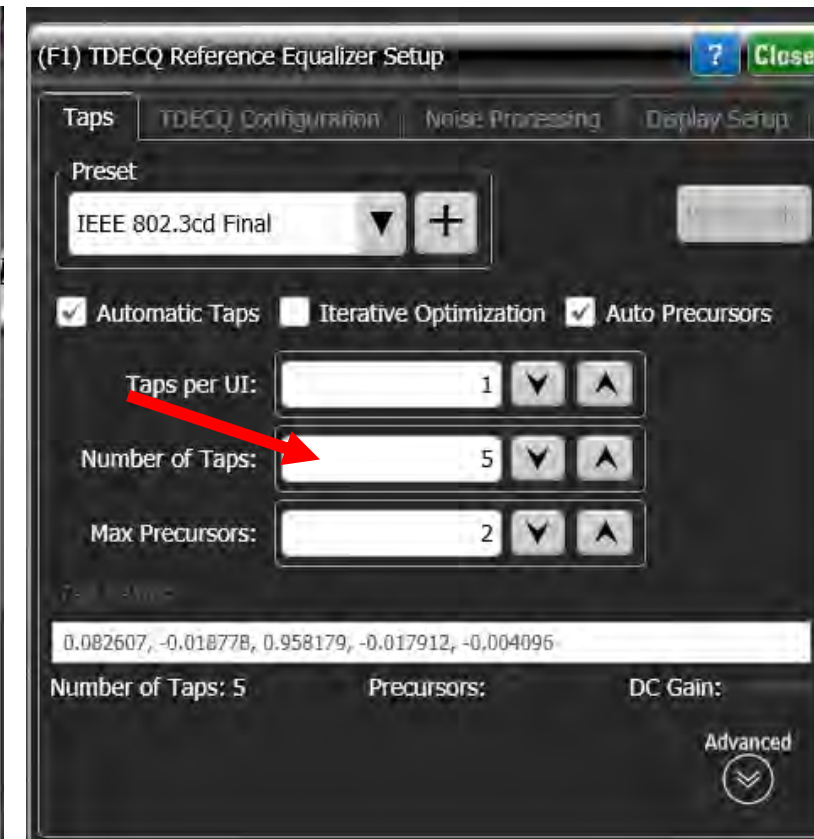 (F1) TDECQ Reference Equalizer Setup ? Close
Taps TDECQ Configuration Noise Processing Display Setup
Preset
IEEE 802.3cd Final
Automatic Taps Iterative Optimization Auto Precursors
Taps per UI: 1
Number of Taps: 5
Max Precursors: 2
0.082607, -0.018778, 0.958179, -0.017912, -0.004096
Number of Taps: 5 Precursors: DC Gain:
Advanced